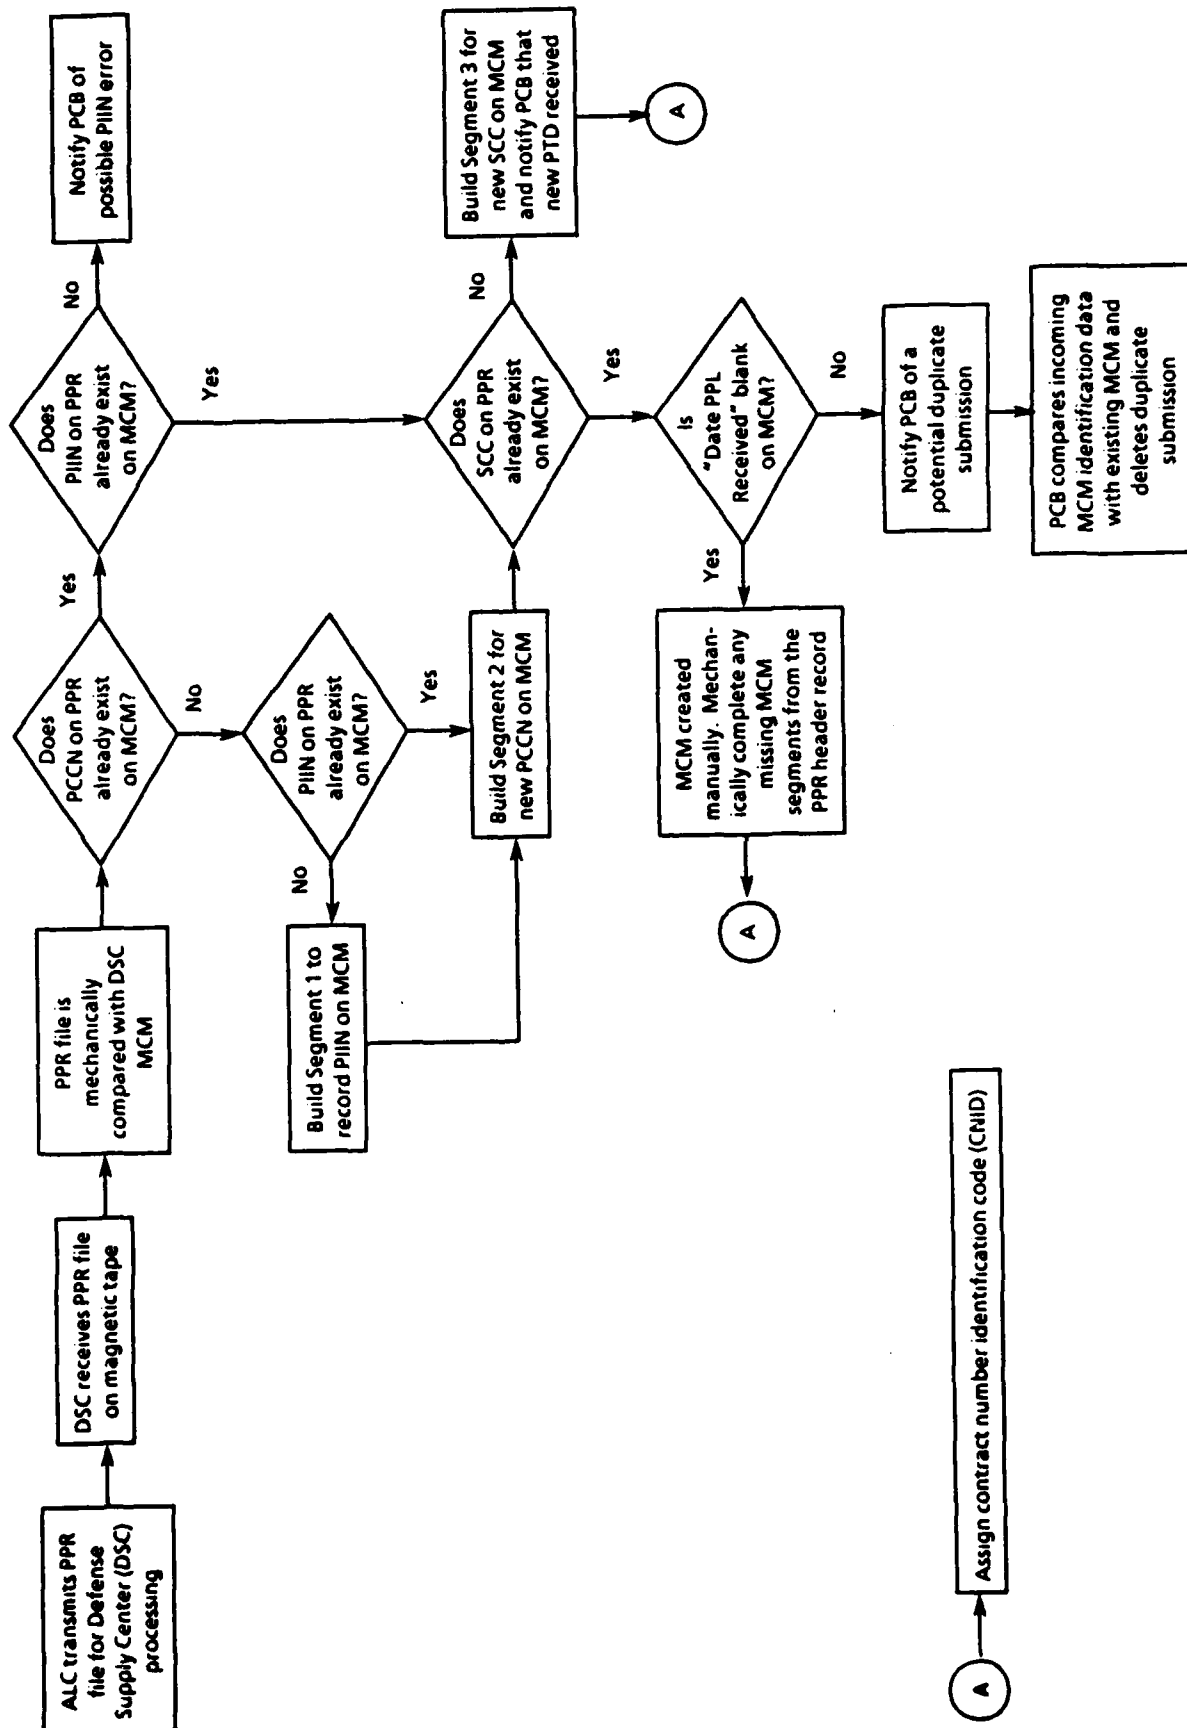 ALC transmits PPR
file for Defense
Supply Center (DSC)
processing
DSC receives PPR file
on magnetic tape
PPR file is
mechanically
compared with DSC
MCM
Does
PCCN on PPR
already exist
on MCM?
Yes
No
Does
PIIN on PPR
already exist
on MCM?
No
Yes
Notify PCB of
possible PIIN error
Does
PIIN on PPR
already exist
on MCM?
No
Yes
Build Segment 1 to
record PIIN on MCM
Build Segment 2 for
new PCCN on MCM
Does
SCC on PPR
already exist
on MCM?
No
Yes
Build Segment 3 for
new SCC on MCM
and notify PCB that
new PTD received
A
Is
"Date PPL
Received" blank
on MCM?
Yes
No
MCM created
manually. Mechan-
ically complete any
missing MCM
segments from the
PPR header record
A
Notify PCB of a
potential duplicate
submission
PCB compares incoming
MCM identification data
with existing MCM and
deletes duplicate
submission
A
Assign contract number identification code (CNID)